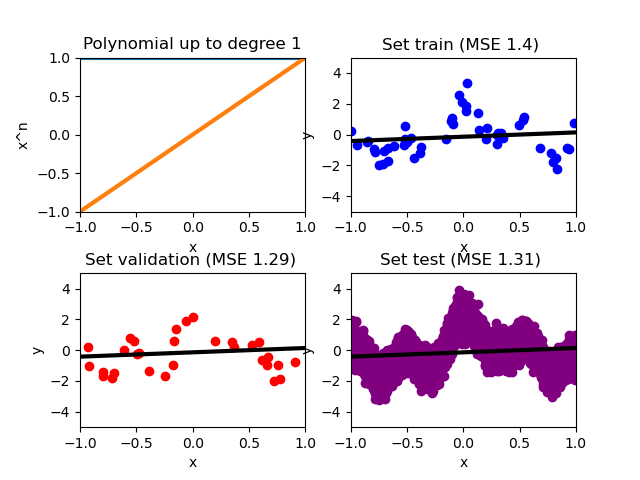 Polynomial up to degree 1
1.0
0.5
0.0
−0.5
−1.0
x^n
−1.0 −0.5 0.0 0.5 1.0
x
Set train (MSE 1.4)
4
2
0
−2
−4
y
−1.0 −0.5 0.0 0.5 1.0
x
Set validation (MSE 1.29)
4
2
0
−2
−4
y
−1.0 −0.5 0.0 0.5 1.0
x
Set test (MSE 1.31)
4
2
0
−2
−4
y
−1.0 −0.5 0.0 0.5 1.0
x